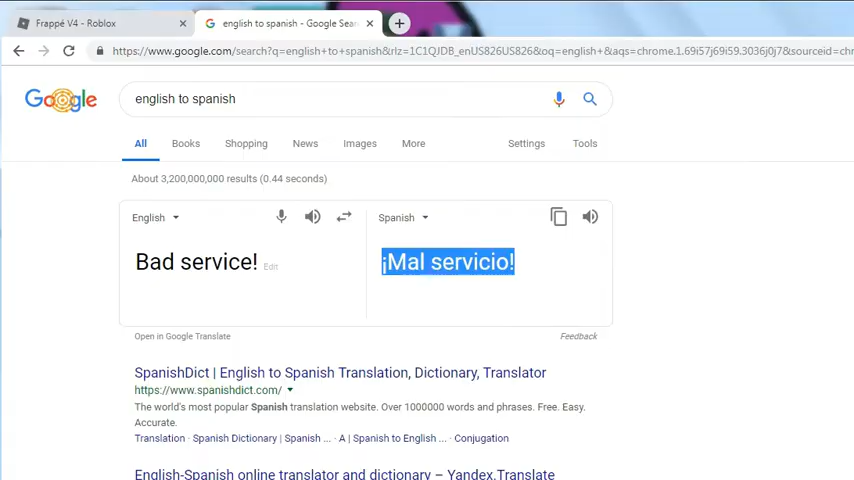 Frappé V4 - Roblox
english to spanish - Google Sear
https://www.google.com/search?q=english+to+spanish&rlz=1C1QJDB_enUS826US826&oq=english+&aqs=chrome.1.69i57j69i59.3036j0j7&sourceid=chr
Google
english to spanish
All Books Shopping News Images More Settings Tools
About 3,200,000,000 results (0.44 seconds)
English Spanish
Bad service! Edit ¡Mal servicio!
Open in Google Translate Feedback
SpanishDict | English to Spanish Translation, Dictionary, Translator
https://www.spanishdict.com/
The world's most popular Spanish translation website. Over 1000000 words and phrases. Free. Easy.
Accurate.
Translation · Spanish Dictionary | Spanish ... · A | Spanish to English ... · Conjugation
English-Spanish online translator and dictionary – Yandex.Translate